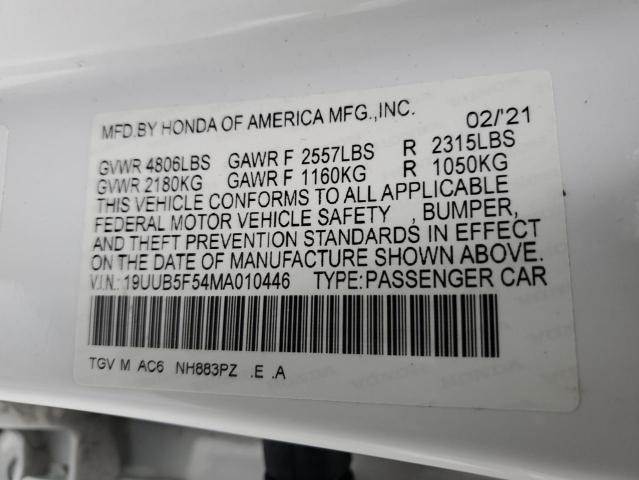 MFD.BY HONDA OF AMERICA MFG.,INC. 02/'21
GVWR 4806LBS GAWR F 2557LBS R 2315LBS
GVWR 2180KG GAWR F 1160KG R 1050KG
THIS VEHICLE CONFORMS TO ALL APPLICABLE
FEDERAL MOTOR VEHICLE SAFETY , BUMPER,
AND THEFT PREVENTION STANDARDS IN EFFECT
ON THE DATE OF MANUFACTURE SHOWN ABOVE.
V.I.N.:19UUB5F54MA010446 TYPE:PASSENGER CAR
TGV M AC6 NH883PZ .E .A